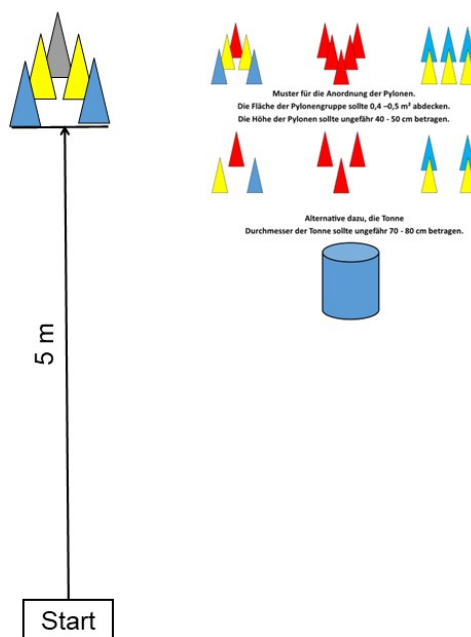 Muster für die Anordnung der Pylonen.
Die Fläche der Pylonengruppe sollte 0,4 –0,5 m² abdecken.
Die Höhe der Pylonen sollte ungefähr 40 - 50 cm betragen.
Alternative dazu, die Tonne
Durchmesser der Tonne sollte ungefähr 70 - 80 cm betragen.
5 m
Start